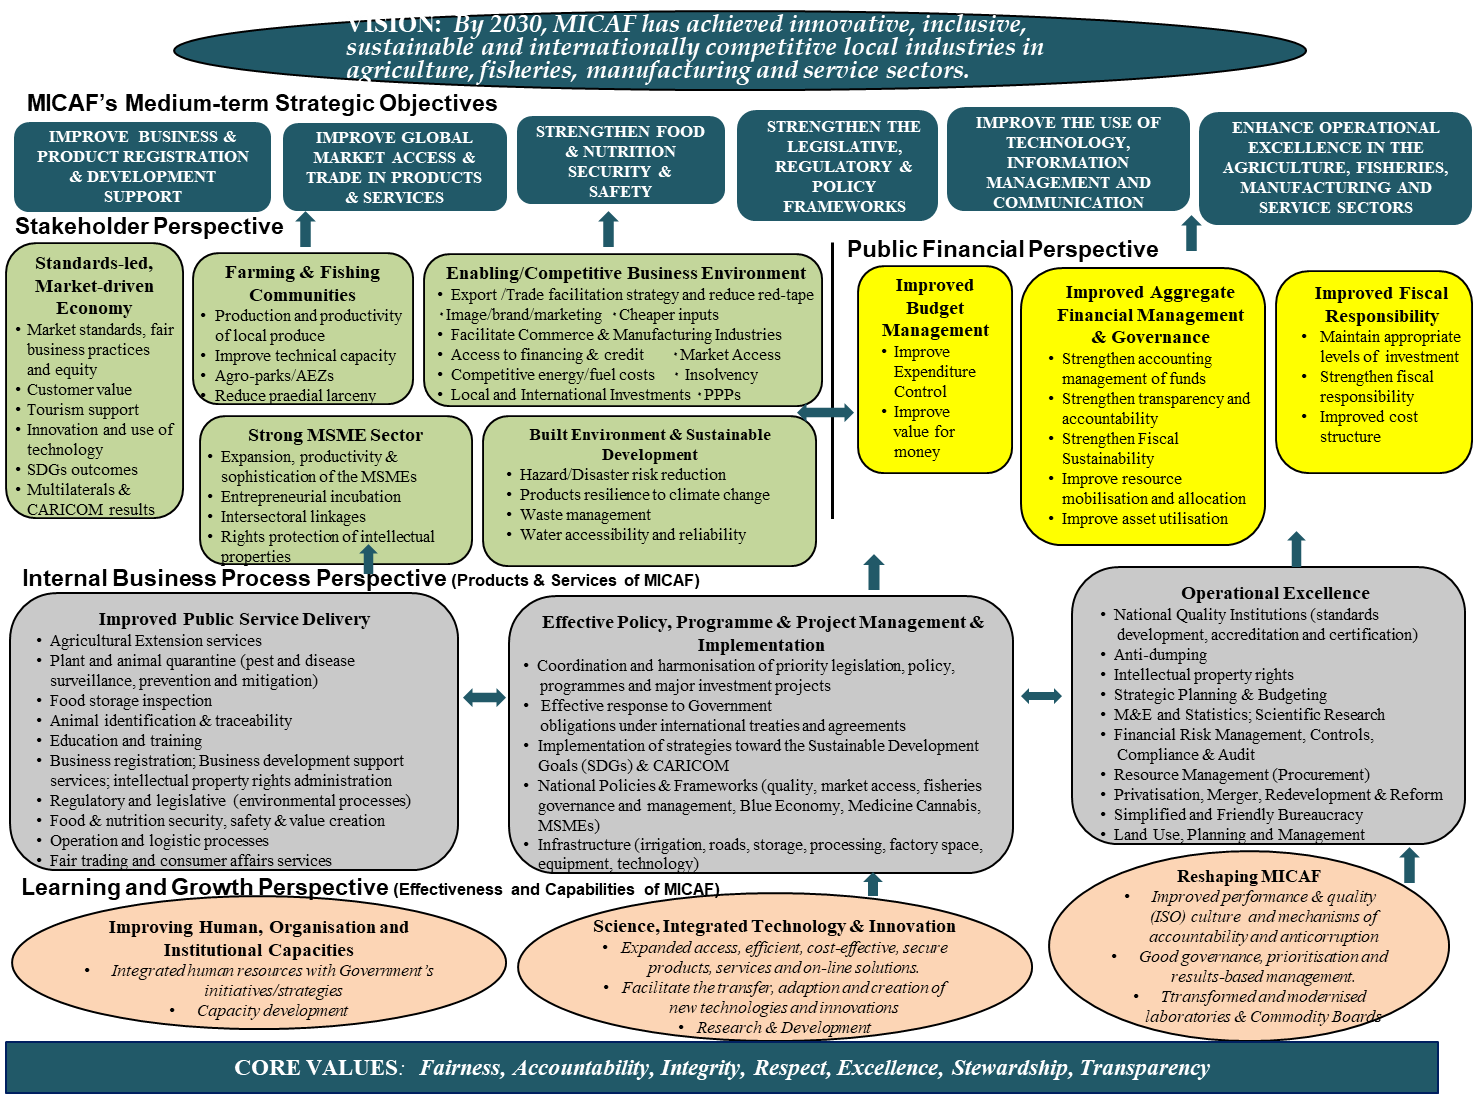 VISION: By 2030, MICAF has achieved innovative, inclusive,
sustainable and internationally competitive local industries in
agriculture, fisheries, manufacturing and service sectors.
MICAF's Medium-term Strategic Objectives
IMPROVE BUSINESS &
PRODUCT REGISTRATION
& DEVELOPMENT
SUPPORT
IMPROVE GLOBAL
MARKET ACCESS &
TRADE IN PRODUCTS
& SERVICES
STRENGTHEN FOOD
& NUTRITION
SECURITY &
SAFETY
STRENGTHEN THE
LEGISLATIVE,
REGULATORY &
POLICY
FRAMEWORKS
IMPROVE THE USE OF
TECHNOLOGY,
INFORMATION
MANAGEMENT AND
COMMUNICATION
ENHANCE OPERATIONAL
EXCELLENCE IN THE
AGRICULTURE, FISHERIES,
MANUFACTURING AND
SERVICE SECTORS
Stakeholder Perspective
Standards-led,
Market-driven
Economy
• Market standards, fair
business practices
and equity
• Customer value
• Tourism support
• Innovation and use of
technology
• SDGs outcomes
• Multilaterals &
CARICOM results
Farming & Fishing
Communities
• Production and productivity
of local produce
• Improve technical capacity
• Agro-parks/AEZs
• Reduce praedial larceny
Enabling/Competitive Business Environment
• Export /Trade facilitation strategy and reduce red-tape
·Image/brand/marketing ·Cheaper inputs
• Facilitate Commerce & Manufacturing Industries
• Access to financing & credit ·Market Access
• Competitive energy/fuel costs · Insolvency
• Local and International Investments ·PPPs
Strong MSME Sector
• Expansion, productivity &
sophistication of the MSMEs
• Entrepreneurial incubation
• Intersectoral linkages
• Rights protection of intellectual
properties
Built Environment & Sustainable
Development
• Hazard/Disaster risk reduction
• Products resilience to climate change
• Waste management
• Water accessibility and reliability
Public Financial Perspective
Improved
Budget
Management
• Improve
Expenditure
Control
• Improve
value for
money
Improved Aggregate
Financial Management
& Governance
• Strengthen accounting
management of funds
• Strengthen transparency and
accountability
• Strengthen Fiscal
Sustainability
• Improve resource
mobilisation and allocation
• Improve asset utilisation
Improved Fiscal
Responsibility
• Maintain appropriate
levels of investment
• Strengthen fiscal
responsibility
• Improved cost
structure
Internal Business Process Perspective (Products & Services of MICAF)
Improved Public Service Delivery
• Agricultural Extension services
• Plant and animal quarantine (pest and disease
surveillance, prevention and mitigation)
• Food storage inspection
• Animal identification & traceability
• Education and training
• Business registration; Business development support
services; intellectual property rights administration
• Regulatory and legislative (environmental processes)
• Food & nutrition security, safety & value creation
• Operation and logistic processes
• Fair trading and consumer affairs services
Effective Policy, Programme & Project Management &
Implementation
• Coordination and harmonisation of priority legislation, policy,
programmes and major investment projects
• Effective response to Government
obligations under international treaties and agreements
• Implementation of strategies toward the Sustainable Development
Goals (SDGs) & CARICOM
• National Policies & Frameworks (quality, market access, fisheries
governance and management, Blue Economy, Medicine Cannabis,
MSMEs)
• Infrastructure (irrigation, roads, storage, processing, factory space,
equipment, technology)
Operational Excellence
• National Quality Institutions (standards
development, accreditation and certification)
• Anti-dumping
• Intellectual property rights
• Strategic Planning & Budgeting
• M&E and Statistics; Scientific Research
• Financial Risk Management, Controls,
Compliance & Audit
• Resource Management (Procurement)
• Privatisation, Merger, Redevelopment & Reform
• Simplified and Friendly Bureaucracy
• Land Use, Planning and Management
Learning and Growth Perspective (Effectiveness and Capabilities of MICAF)
Improving Human, Organisation and
Institutional Capacities
• Integrated human resources with Government's
initiatives/strategies
• Capacity development
Science, Integrated Technology & Innovation
• Expanded access, efficient, cost-effective, secure
products, services and on-line solutions.
• Facilitate the transfer, adaption and creation of
new technologies and innovations
• Research & Development
Reshaping MICAF
• Improved performance & quality
(ISO) culture and mechanisms of
accountability and anticorruption
• Good governance, prioritisation and
results-based management.
• Ttransformed and modernised
laboratories & Commodity Boards
CORE VALUES: Fairness, Accountability, Integrity, Respect, Excellence, Stewardship, Transparency